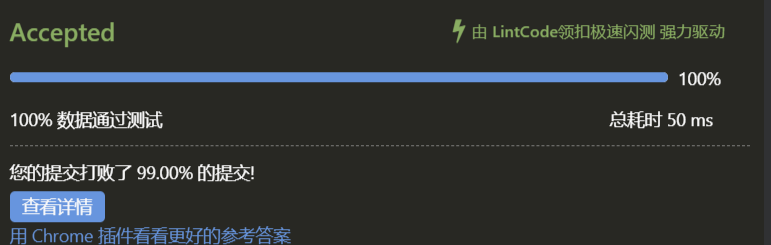 Accepted
由 LintCode领扣极速闪测 强力驱动
100%
100% 数据通过测试
总耗时 50 ms
您的提交打败了 99.00% 的提交!
查看详情
用 Chrome 插件看看更好的参考答案